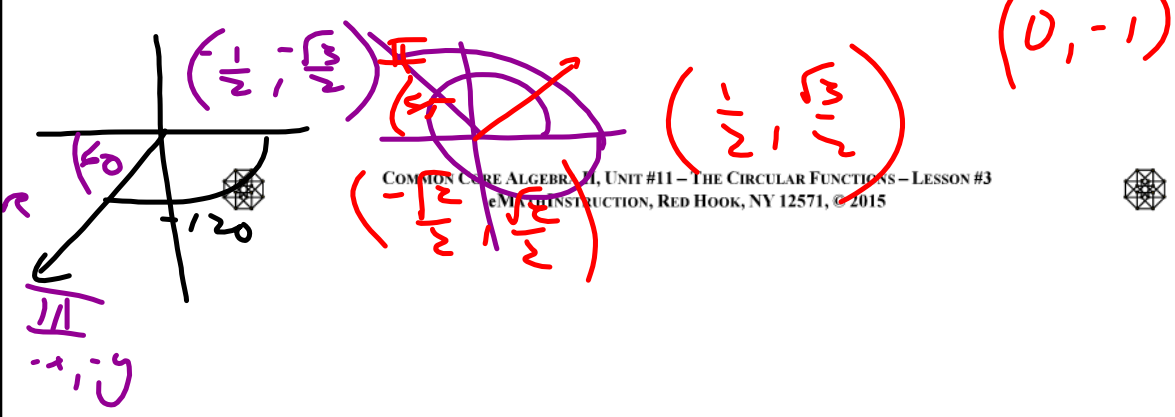 (0, -1)
(-1/2, -√3/2)
II
(1/2, √3/2)
60
COMMON CORE ALGEBRA II, UNIT #11 – THE CIRCULAR FUNCTIONS – LESSON #3
eMATHINSTRUCTION, RED HOOK, NY 12571, © 2015
(-√2/2, √2/2)
-120
III
-x, -y